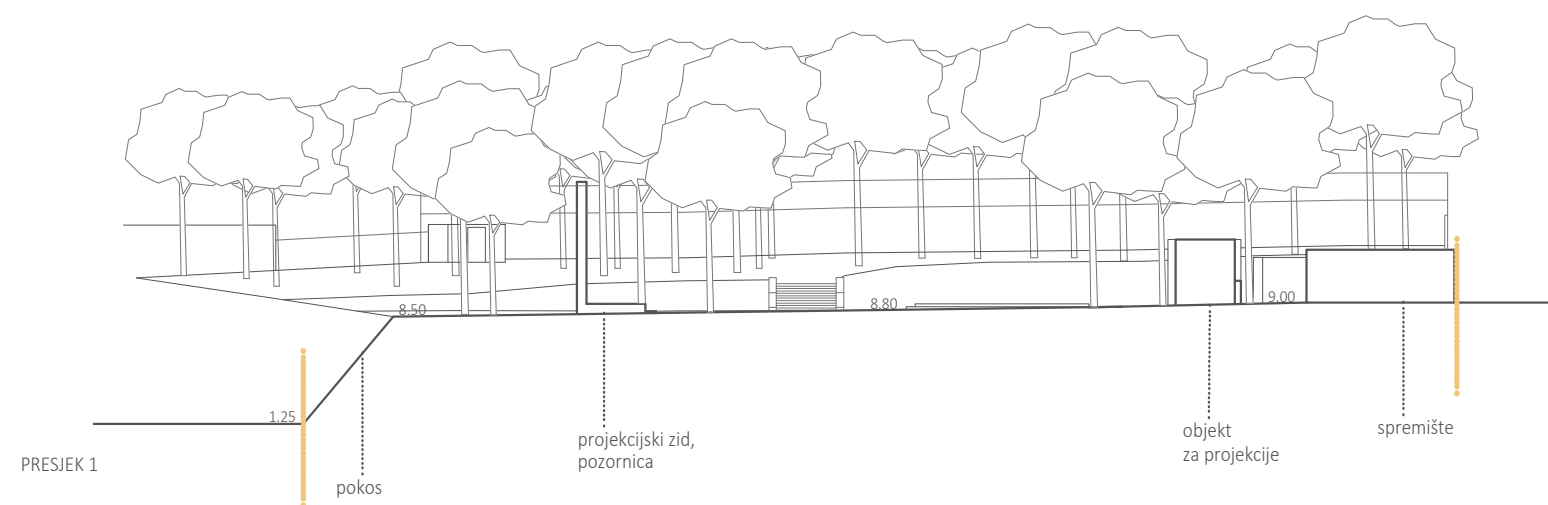 8.50
8.80
9.00
1.25
projekcijski zid,
pozornica
objekt
za projekcije
spremište
PRESJEK 1
pokos